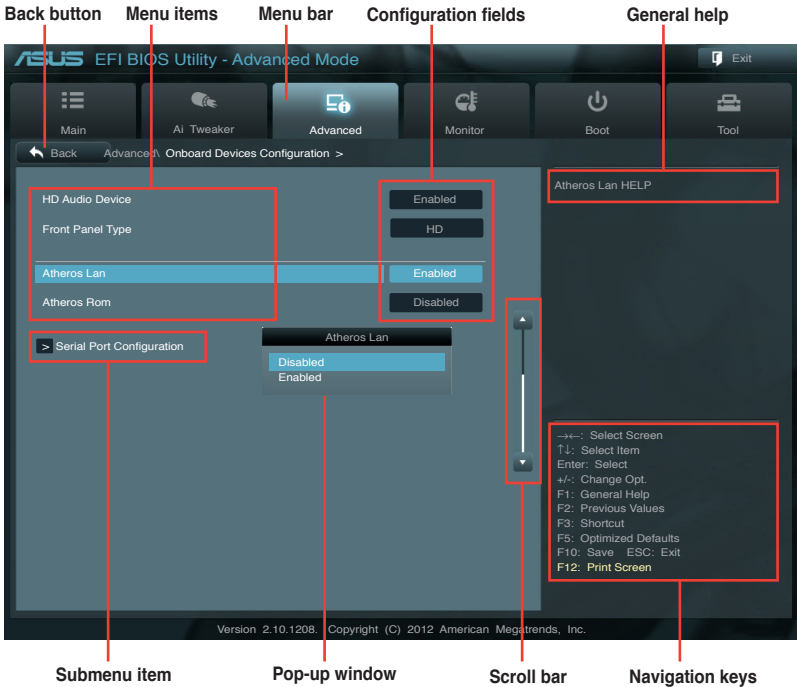 Back button Menu items Menu bar Configuration fields General help
ASUS EFI BIOS Utility - Advanced Mode Exit
Main Ai Tweaker Advanced Monitor Boot Tool
Back Advanced\ Onboard Devices Configuration >
HD Audio Device Enabled
Front Panel Type HD
Atheros Lan Enabled
Atheros Rom Disabled
> Serial Port Configuration
Atheros Lan
Disabled
Enabled
Atheros Lan HELP
→←: Select Screen
↑↓: Select Item
Enter: Select
+/-: Change Opt.
F1: General Help
F2: Previous Values
F3: Shortcut
F5: Optimized Defaults
F10: Save ESC: Exit
F12: Print Screen
Version 2.10.1208. Copyright (C) 2012 American Megatrends, Inc.
Submenu item Pop-up window Scroll bar Navigation keys